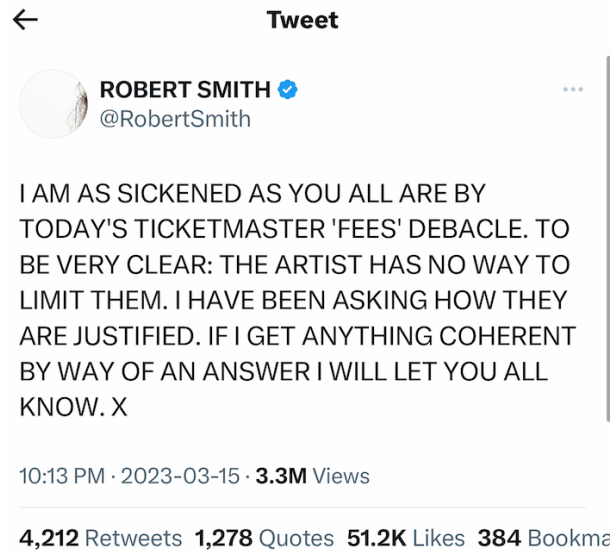 Tweet
ROBERT SMITH
@RobertSmith
I AM AS SICKENED AS YOU ALL ARE BY
TODAY'S TICKETMASTER 'FEES' DEBACLE. TO
BE VERY CLEAR: THE ARTIST HAS NO WAY TO
LIMIT THEM. I HAVE BEEN ASKING HOW THEY
ARE JUSTIFIED. IF I GET ANYTHING COHERENT
BY WAY OF AN ANSWER I WILL LET YOU ALL
KNOW. X
10:13 PM · 2023-03-15 · 3.3M Views
4,212 Retweets 1,278 Quotes 51.2K Likes 384 Bookma